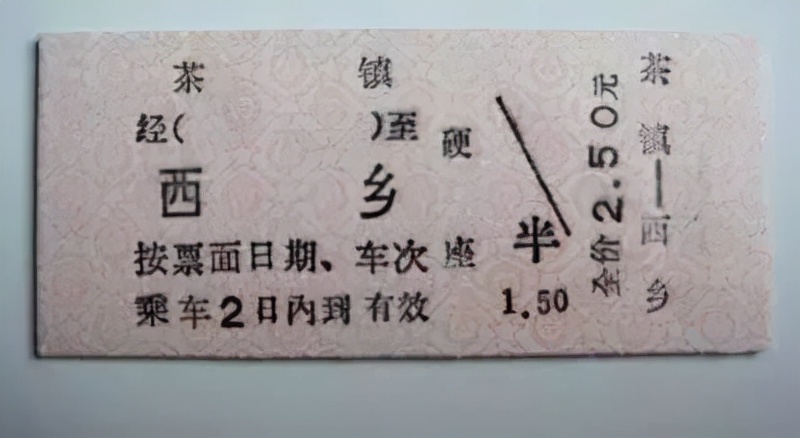 茶 镇
经( )至
西 乡
按票面日期、车次
乘车2日内到有效
硬座
半
1.50
全价2.50元
茶镇—西乡